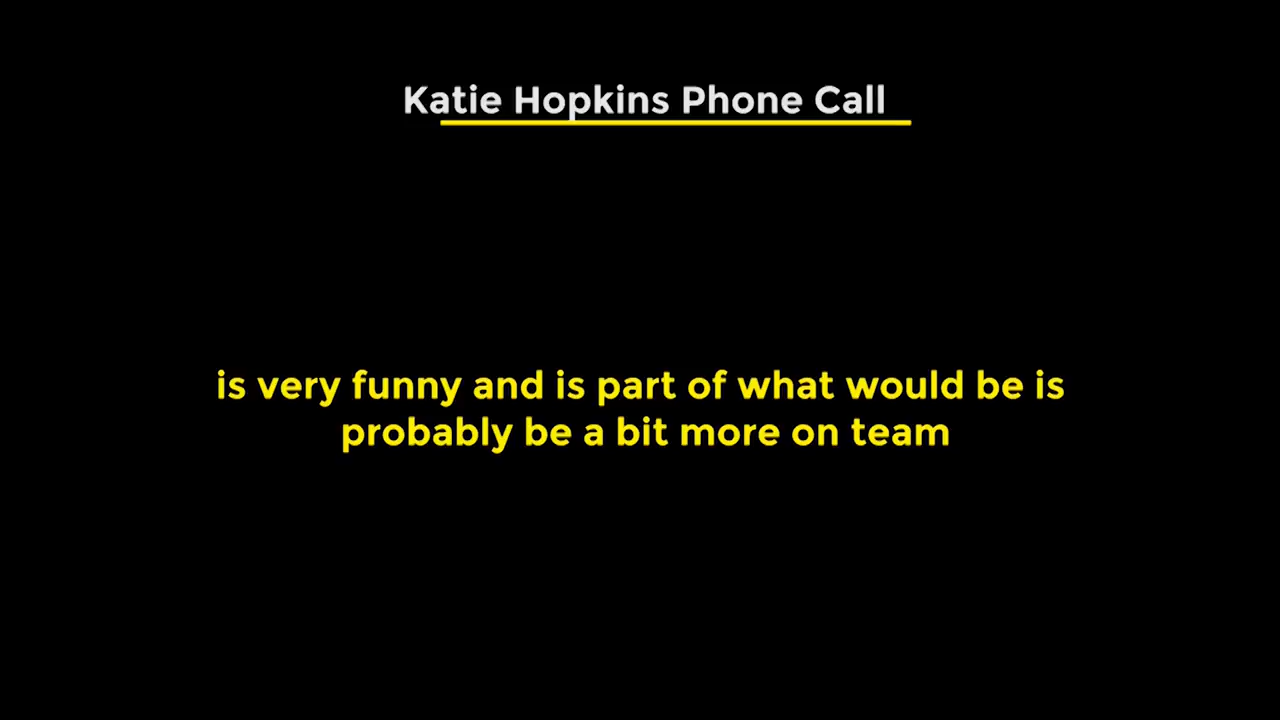 Katie Hopkins Phone Call
is very funny and is part of what would be is
probably be a bit more on team